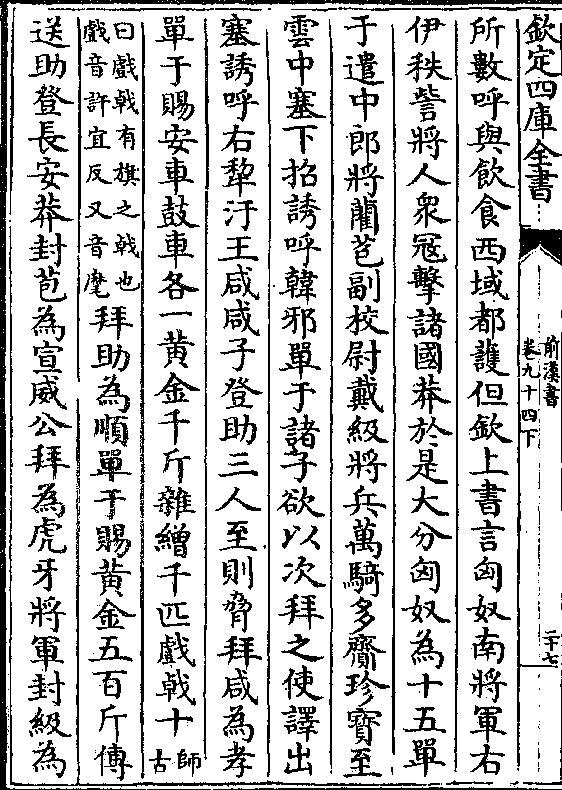 欽定四庫全書
前漢書
卷九十四下
二十七
所數呼與飲食西域都護但欽上書言匈奴南將軍右
伊秩訾將人衆冦擊諸國莽於是大分匈奴為十五單
于遣中郎將藺苞副校尉戴級將兵萬騎多齎珍寶至
雲中塞下招誘呼韓邪單于諸子欲以次拜之使譯出
塞誘呼右犂汙王咸咸子登助三人至則脅拜咸為孝
單于賜安車鼓車各一黄金千斤雜繒千匹戲㦸十師古
曰戲㦸有旗之㦸也
戲音許宜反又音麾拜助為順單于賜黄金五百斤傳
送助登長安莽封苞為宣威公拜為虎牙將軍封級為